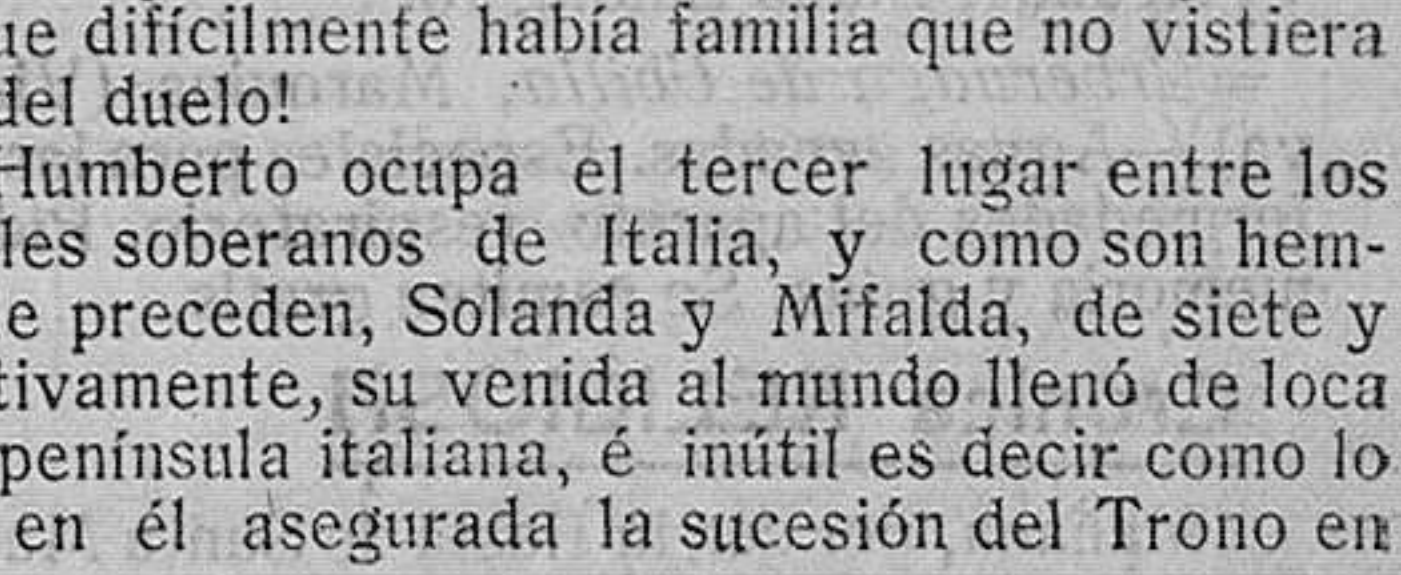 ue difícilmente había familia que no vistiera
del duelo!
Humberto ocupa el tercer lugar entre los
les soberanos de Italia, y como son hem-
e preceden, Solanda y Mifalda, de siete y
tivamente, su venida al mundo llenó de loca
península italiana, é inútil es decir como lo
en él asegurada la sucesión del Trono en